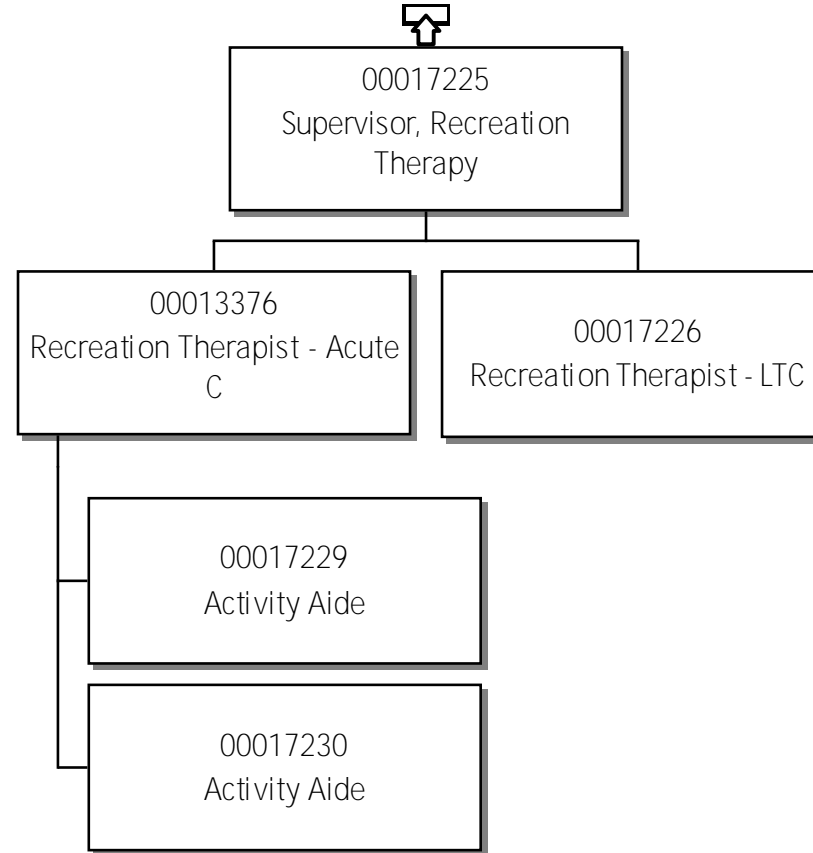 00017225
Supervisor, Recreation
Therapy
00013376
Recreation Therapist - Acute
C
00017226
Recreation Therapist - LTC
00017229
Activity Aide
00017230
Activity Aide